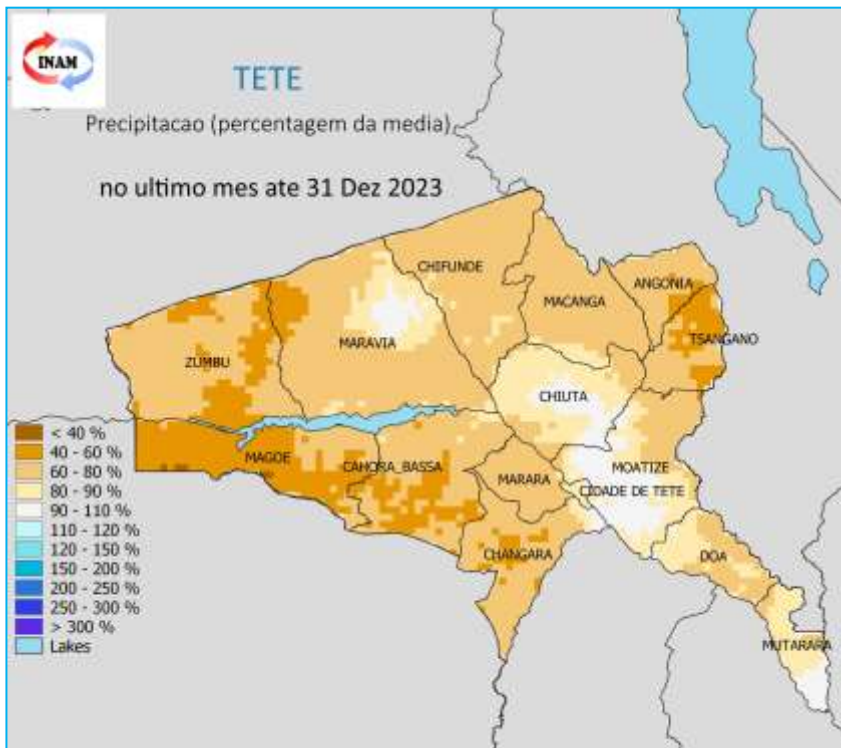 INAM
TETE
Precipitacao (percentagem da media)
no ultimo mes ate 31 Dez 2023
CHIFUNDE
ANGONIA
MACANGA
TSANGANO
MARAVIA
ZUMBU
CHIUTA
< 40 %
40 - 60 %
60 - 80 %
80 - 90 %
90 - 110 %
110 - 120 %
120 - 150 %
150 - 200 %
200 - 250 %
250 - 300 %
> 300 %
Lakes
MAGOE
CAHORA_BASSA
MARARA
MOATIZE
CIDADE DE TETE
CHANGARA
DOA
MUTARARA